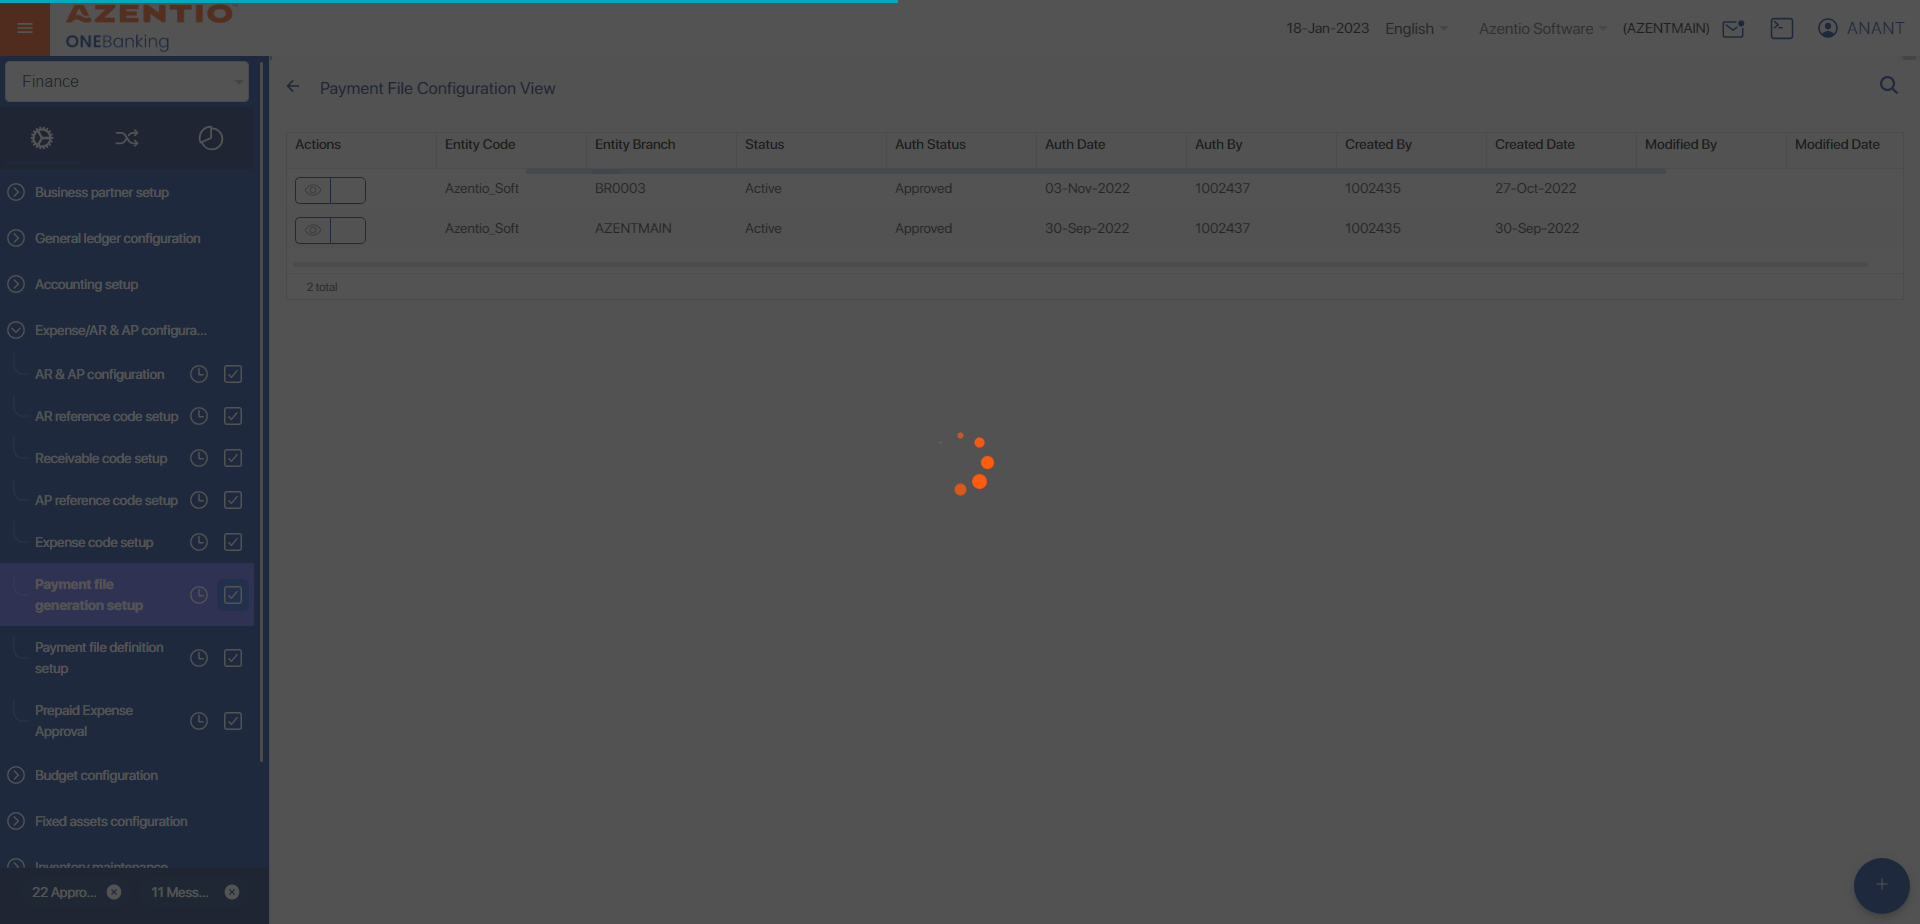 AZENTIO
ONEBanking
18-Jan-2023 English Azentio Software (AZENTMAIN) ANANT
Finance
Payment File Configuration View
Actions Entity Code Entity Branch Status Auth Status Auth Date Auth By Created By Created Date Modified By Modified Date
Azentio_Soft BR0003 Active Approved 03-Nov-2022 1002437 1002435 27-Oct-2022
Azentio_Soft AZENTMAIN Active Approved 30-Sep-2022 1002437 1002435 30-Sep-2022
2 total
Business partner setup
General ledger configuration
Accounting setup
Expense/AR & AP configura...
AR & AP configuration
AR reference code setup
Receivable code setup
AP reference code setup
Expense code setup
Payment file
generation setup
Payment file definition
setup
Prepaid Expense
Approval
Budget configuration
Fixed assets configuration
Inventory maintenance
22 Appro... 11 Mess...